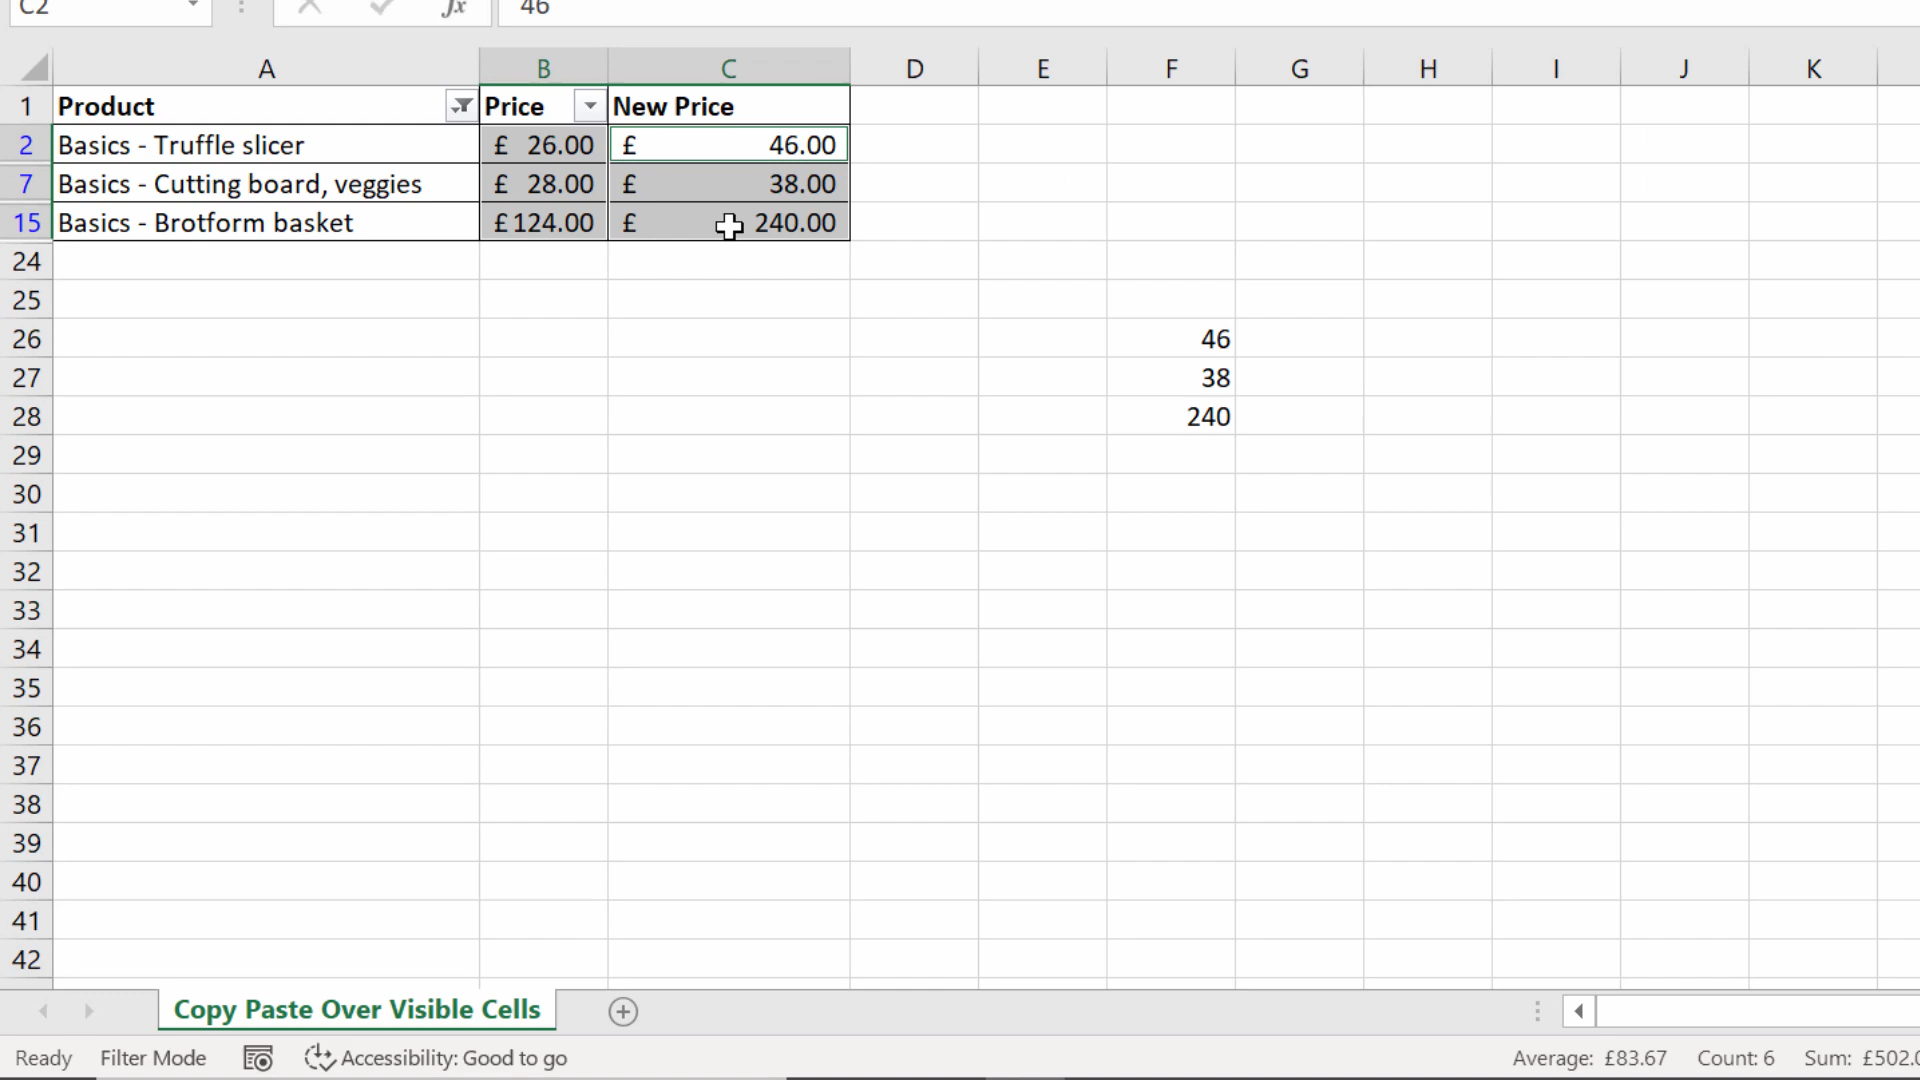 C2 fx 46
A B C D E F G H I J K
1 Product Price New Price
2 Basics - Truffle slicer £ 26.00 £ 46.00
7 Basics - Cutting board, veggies £ 28.00 £ 38.00
15 Basics - Brotform basket £ 124.00 £ 240.00
24
25
26 46
27 38
28 240
29
30
31
32
33
34
35
36
37
38
39
40
41
42
Copy Paste Over Visible Cells
Ready Filter Mode Accessibility: Good to go Average: £83.67 Count: 6 Sum: £502.0